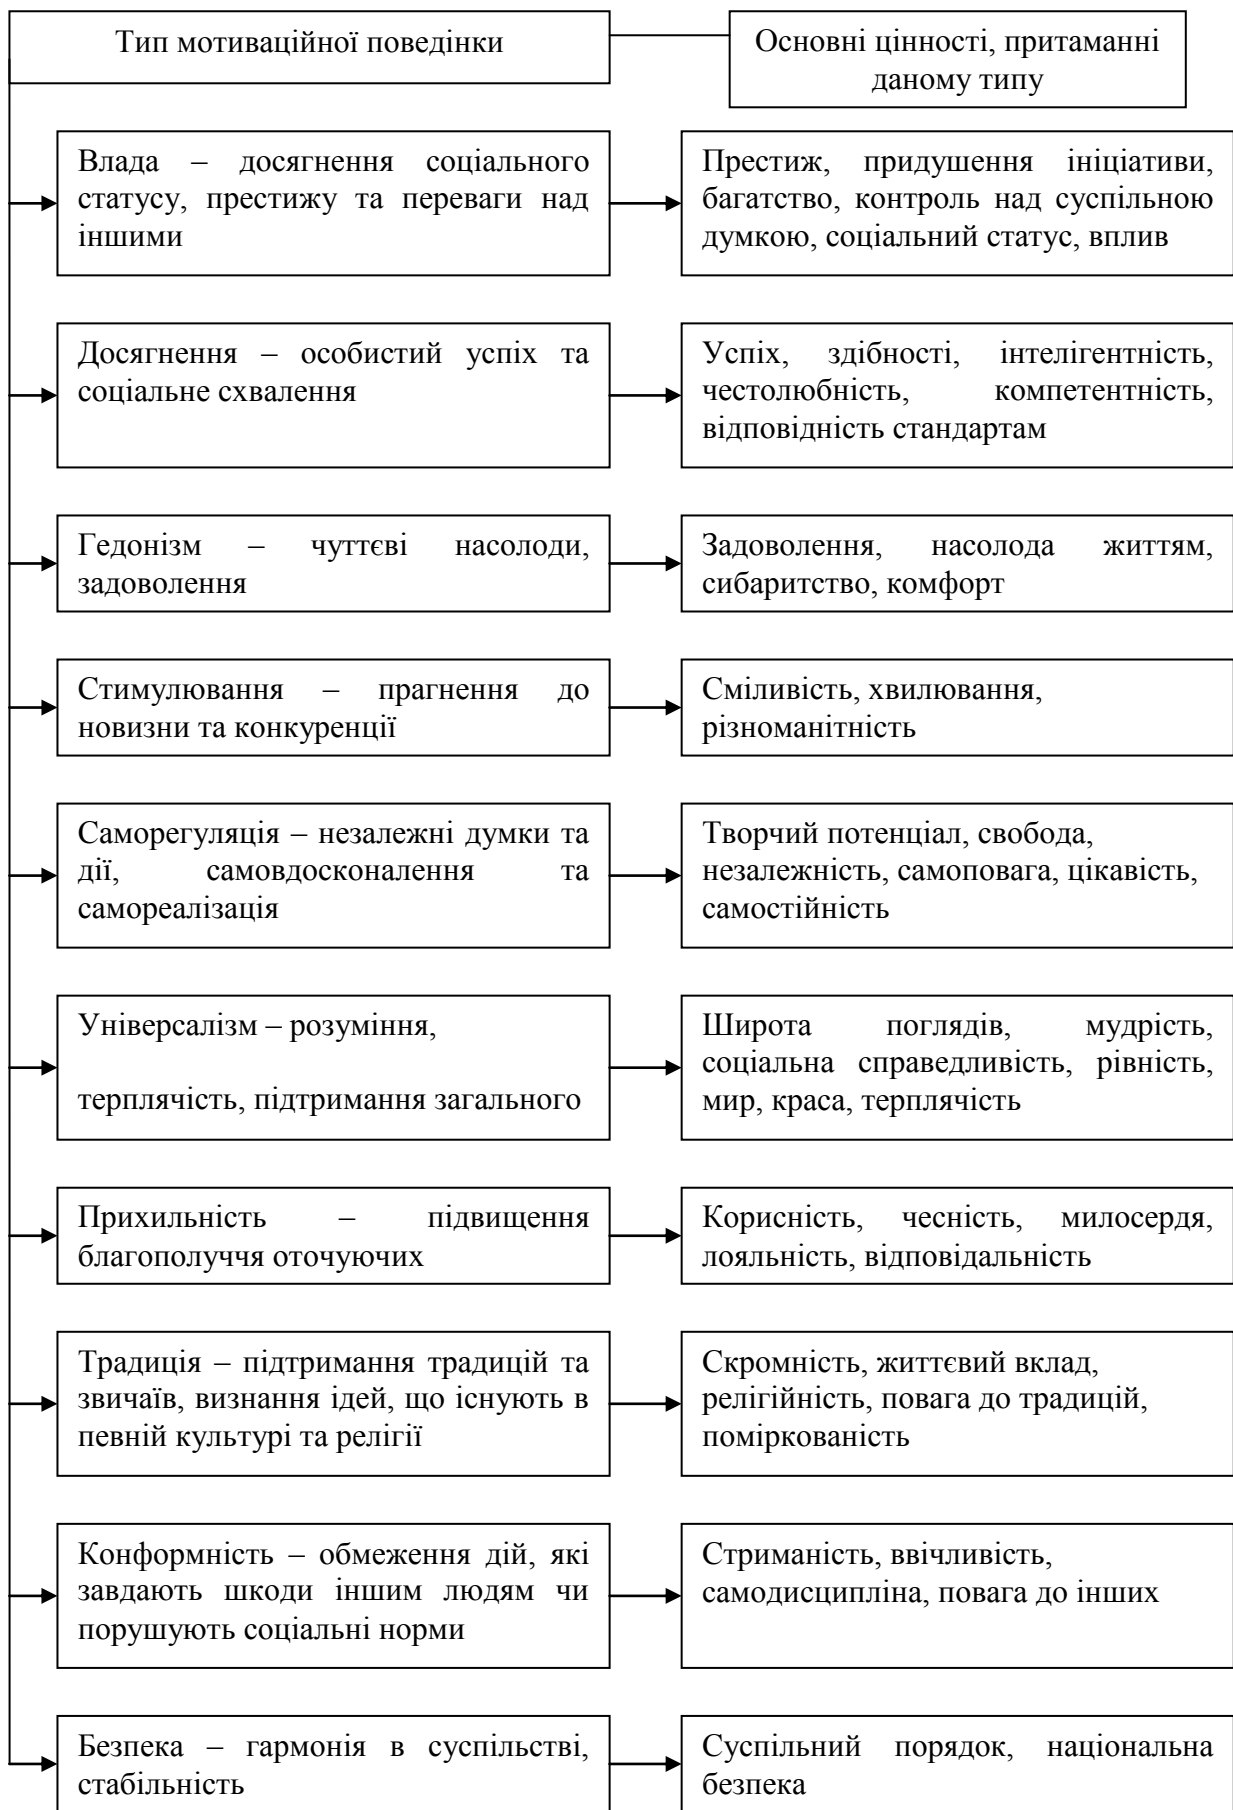 Тип мотиваційної поведінки
Основні цінності, притаманні
даному типу
Влада – досягнення соціального
статусу, престижу та переваги над
іншими
Престиж, придушення ініціативи,
багатство, контроль над суспільною
думкою, соціальний статус, вплив
Досягнення – особистий успіх та
соціальне схвалення
Успіх, здібності, інтелігентність,
честолюбність, компетентність,
відповідність стандартам
Гедонізм – чуттєві насолоди,
задоволення
Задоволення, насолода життям,
сибаритство, комфорт
Стимулювання – прагнення до
новизни та конкуренції
Сміливість, хвилювання,
різноманітність
Саморегуляція – незалежні думки та
дії, самовдосконалення та
самореалізація
Творчий потенціал, свобода,
незалежність, самоповага, цікавість,
самостійність
Універсалізм – розуміння,
терплячість, підтримання загального
Широта поглядів, мудрість,
соціальна справедливість, рівність,
мир, краса, терплячість
Прихильність – підвищення
благополуччя оточуючих
Корисність, чесність, милосердя,
лояльність, відповідальність
Традиція – підтримання традицій та
звичаїв, визнання ідей, що існують в
певній культурі та релігії
Скромність, життєвий вклад,
релігійність, повага до традицій,
поміркованість
Конформність – обмеження дій, які
завдають шкоди іншим людям чи
порушують соціальні норми
Стриманість, ввічливість,
самодисципліна, повага до інших
Безпека – гармонія в суспільстві,
стабільність
Суспільний порядок, національна
безпека